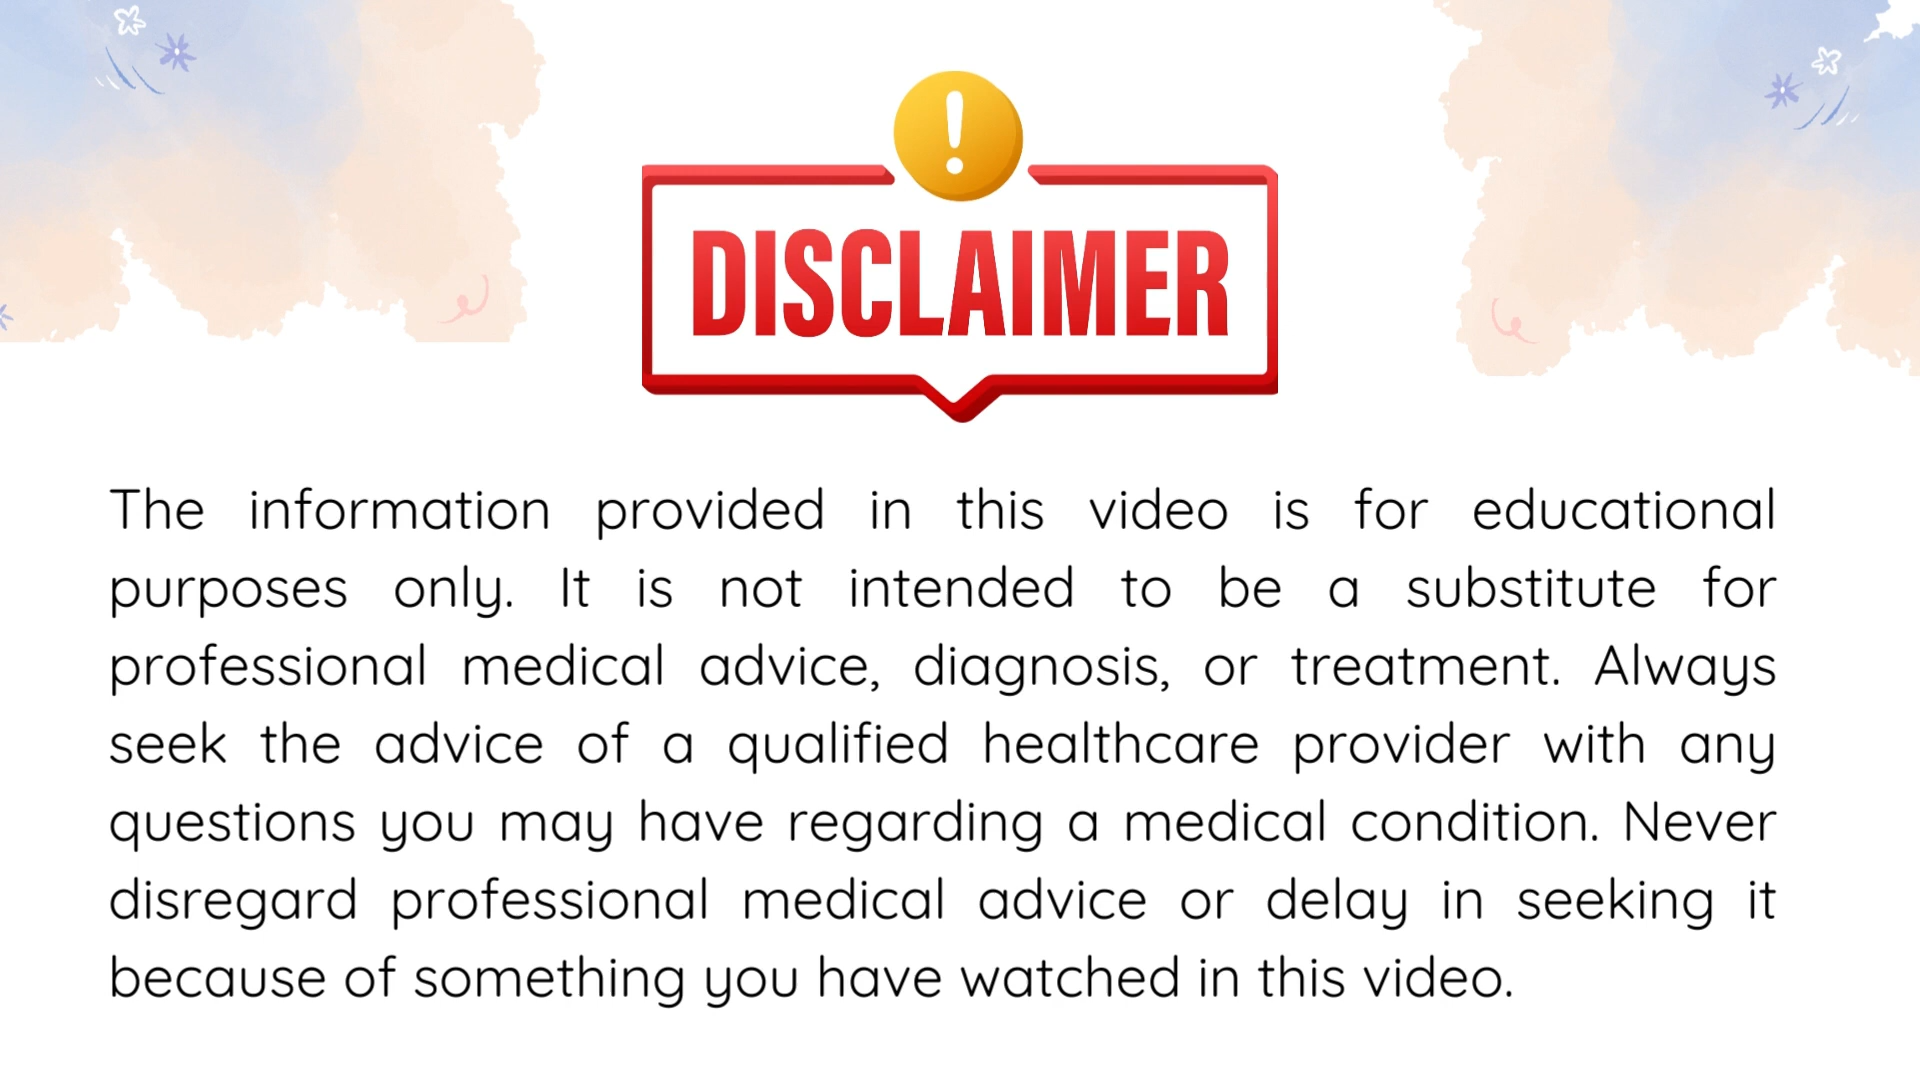 DISCLAIMER
The information provided in this video is for educational
purposes only. It is not intended to be a substitute for
professional medical advice, diagnosis, or treatment. Always
seek the advice of a qualified healthcare provider with any
questions you may have regarding a medical condition. Never
disregard professional medical advice or delay in seeking it
because of something you have watched in this video.